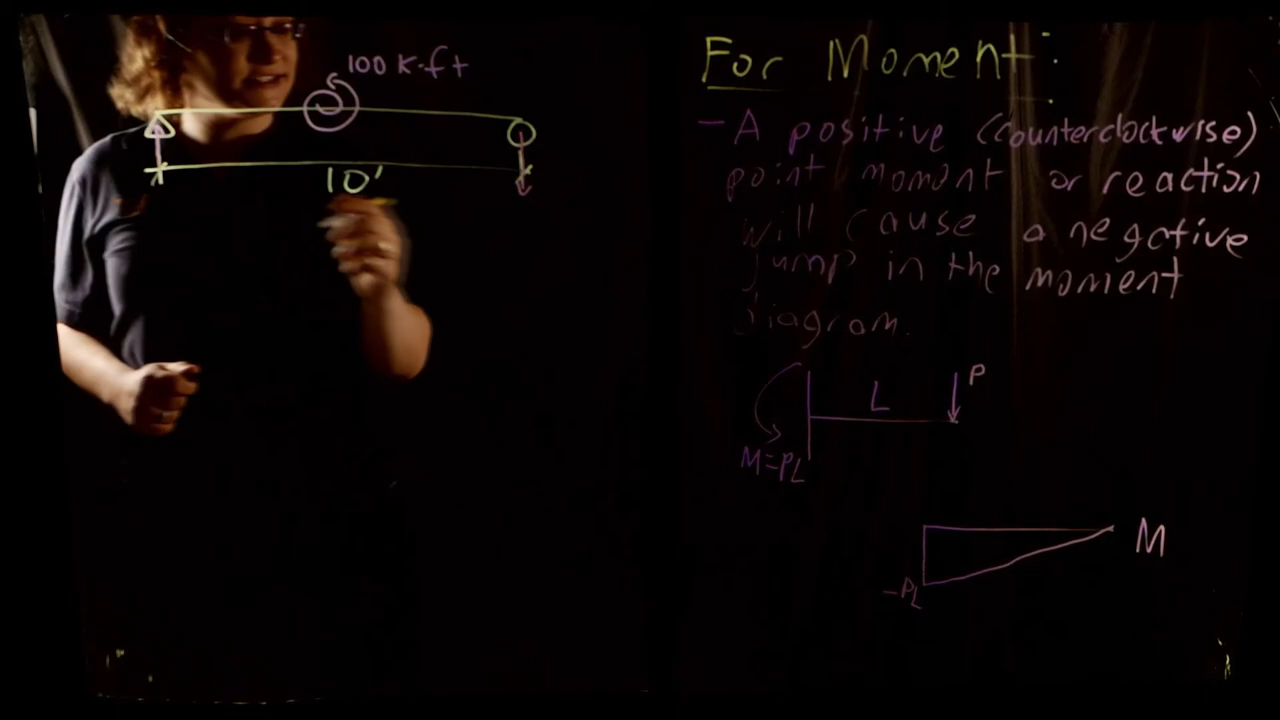 100 k-ft
10'
For Moment:
- A positive (counterclockwise)
point moment or reaction
will cause a negative
jump in the moment
diagram.
P
L
M=PL
M
-PL